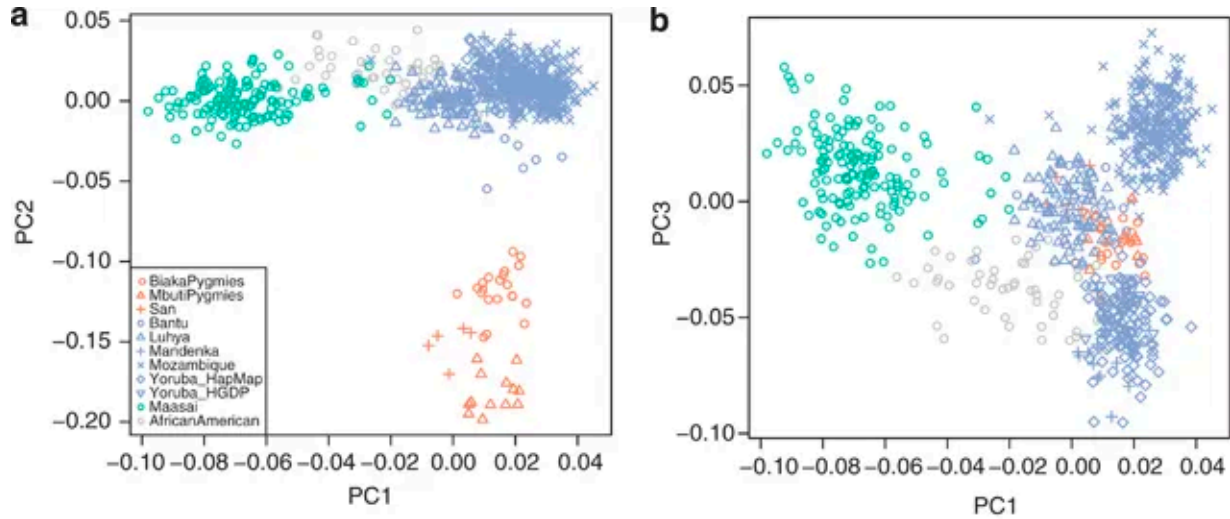 a
0.05
0.00
−0.05
−0.10
−0.15
−0.20
PC2
BiakaPygmies
MbutiPygmies
San
Bantu
Luhya
Mandenka
Mozambique
Yoruba_HapMap
Yoruba_HGDP
Maasai
AfricanAmerican
−0.10 −0.08 −0.06 −0.04 −0.02 0.00 0.02 0.04
PC1
b
0.05
0.00
−0.05
−0.10
PC3
−0.10 −0.08 −0.06 −0.04 −0.02 0.00 0.02 0.04
PC1